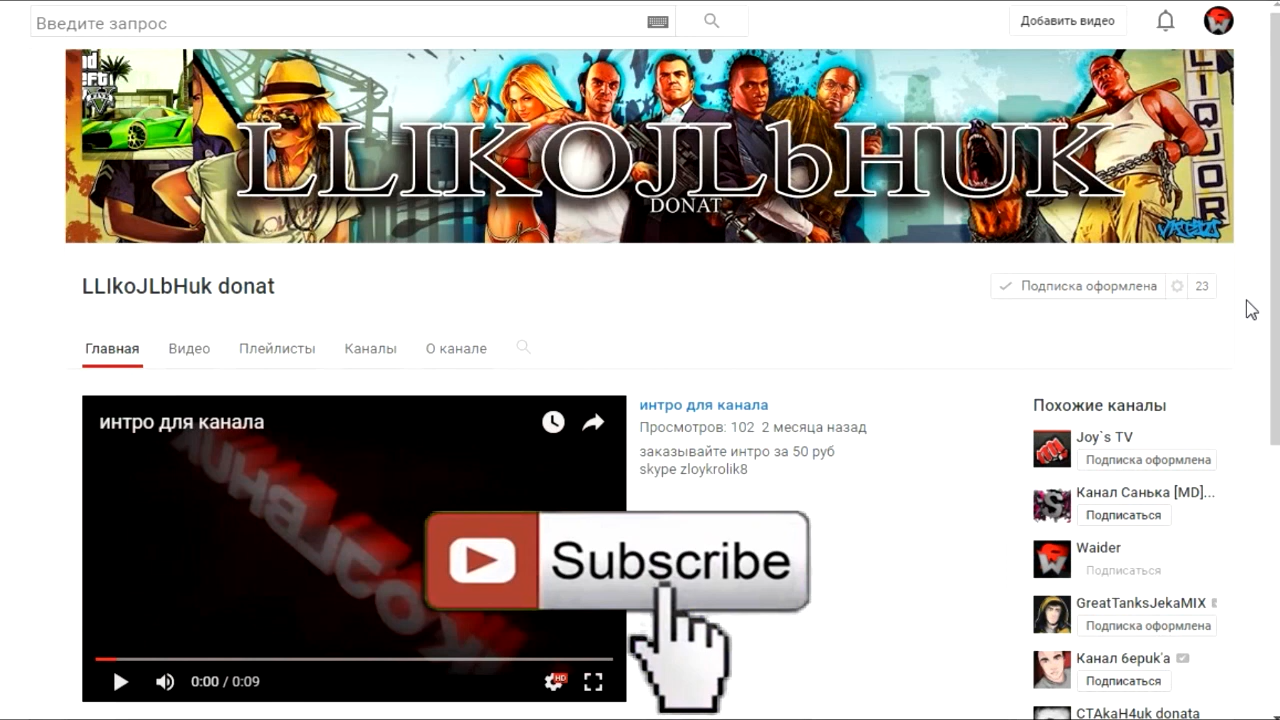 Введите запрос
Добавить видео
LLIKOJLbHUK
DONAT
LIQUOR
LLIkoJLbHuk donat
Подписка оформлена 23
Главная Видео Плейлисты Каналы О канале
интро для канала
0:00 / 0:09
HD
интро для канала
Просмотров: 102 2 месяца назад
заказывайте интро за 50 руб
skype zloykrolik8
Subscribe
Похожие каналы
Joy`s TV
Подписка оформлена
Канал Санька [MD]...
Подписаться
Waider
Подписаться
GreatTanksJekaMIX
Подписка оформлена
Канал 6epuk'a
Подписаться
CTAkaH4uk donata